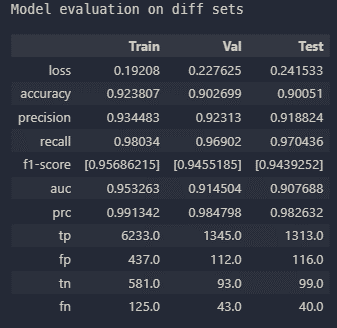 Model evaluation on diff sets
Train Val Test
loss 0.19208 0.227625 0.241533
accuracy 0.923807 0.902699 0.90051
precision 0.934483 0.92313 0.918824
recall 0.98034 0.96902 0.970436
f1-score [0.95686215] [0.9455185] [0.9439252]
auc 0.953263 0.914504 0.907688
prc 0.991342 0.984798 0.982632
tp 6233.0 1345.0 1313.0
fp 437.0 112.0 116.0
tn 581.0 93.0 99.0
fn 125.0 43.0 40.0